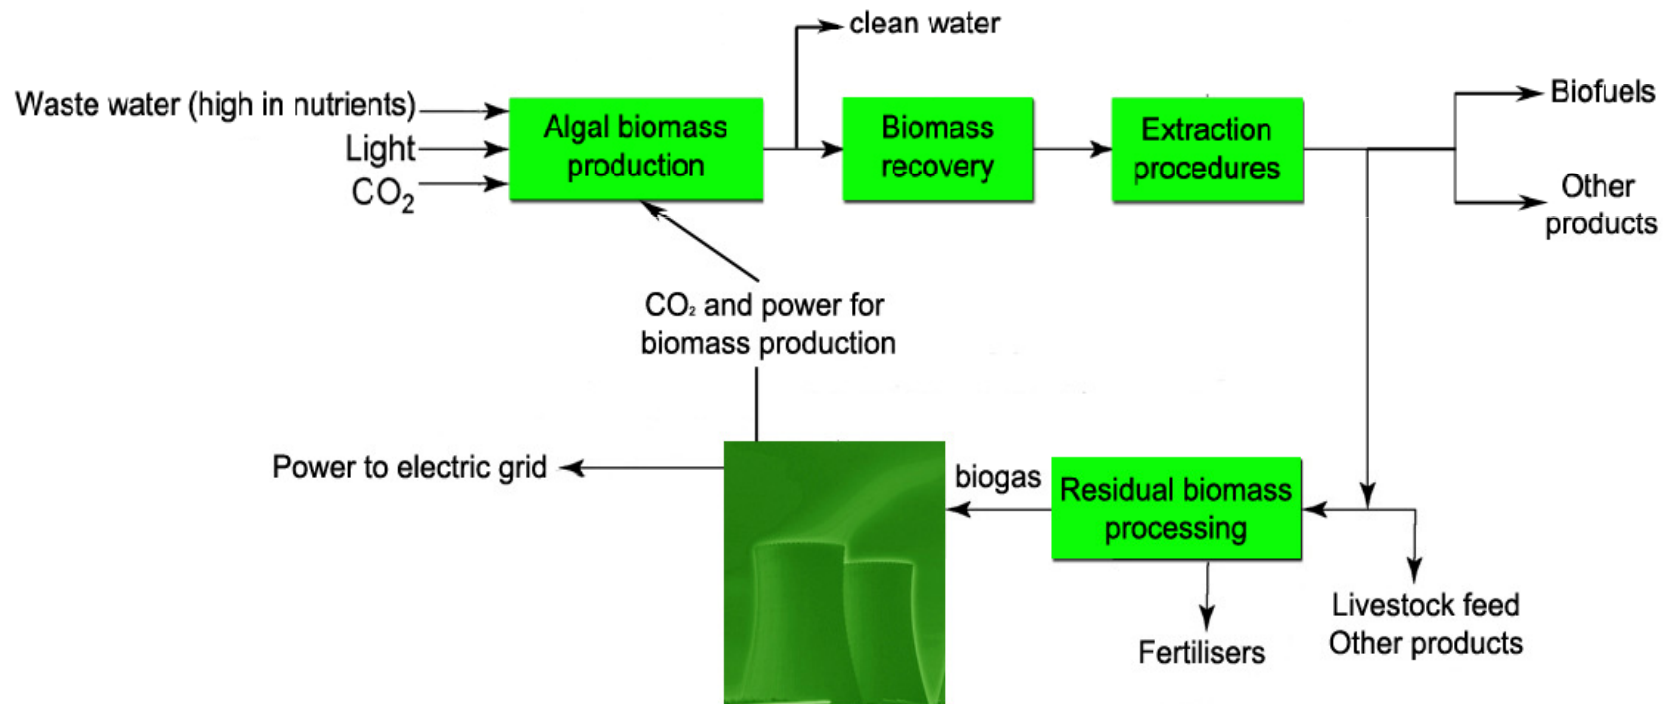 clean water
Waste water (high in nutrients)
Light
CO₂
Algal biomass
production
Biomass
recovery
Extraction
procedures
Biofuels
Other
products
CO₂ and power for
biomass production
Power to electric grid
biogas
Residual biomass
processing
Fertilisers
Livestock feed
Other products